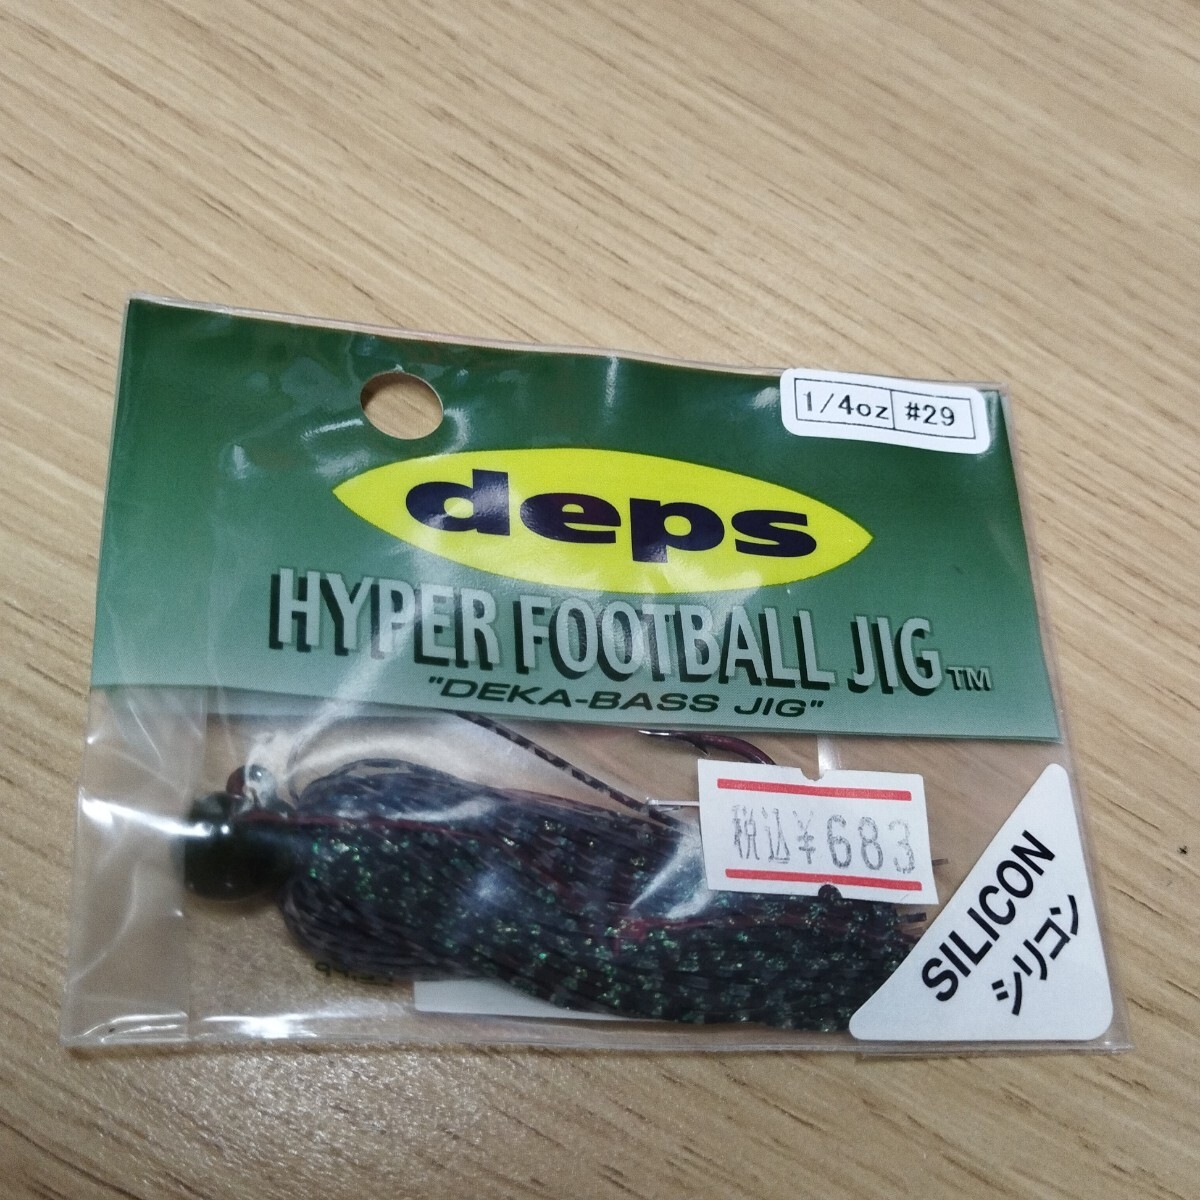 1/4oz #29
deps
HYPER FOOTBALL JIG™
"DEKA-BASS JIG"
税込¥683
SILICON
シリコン